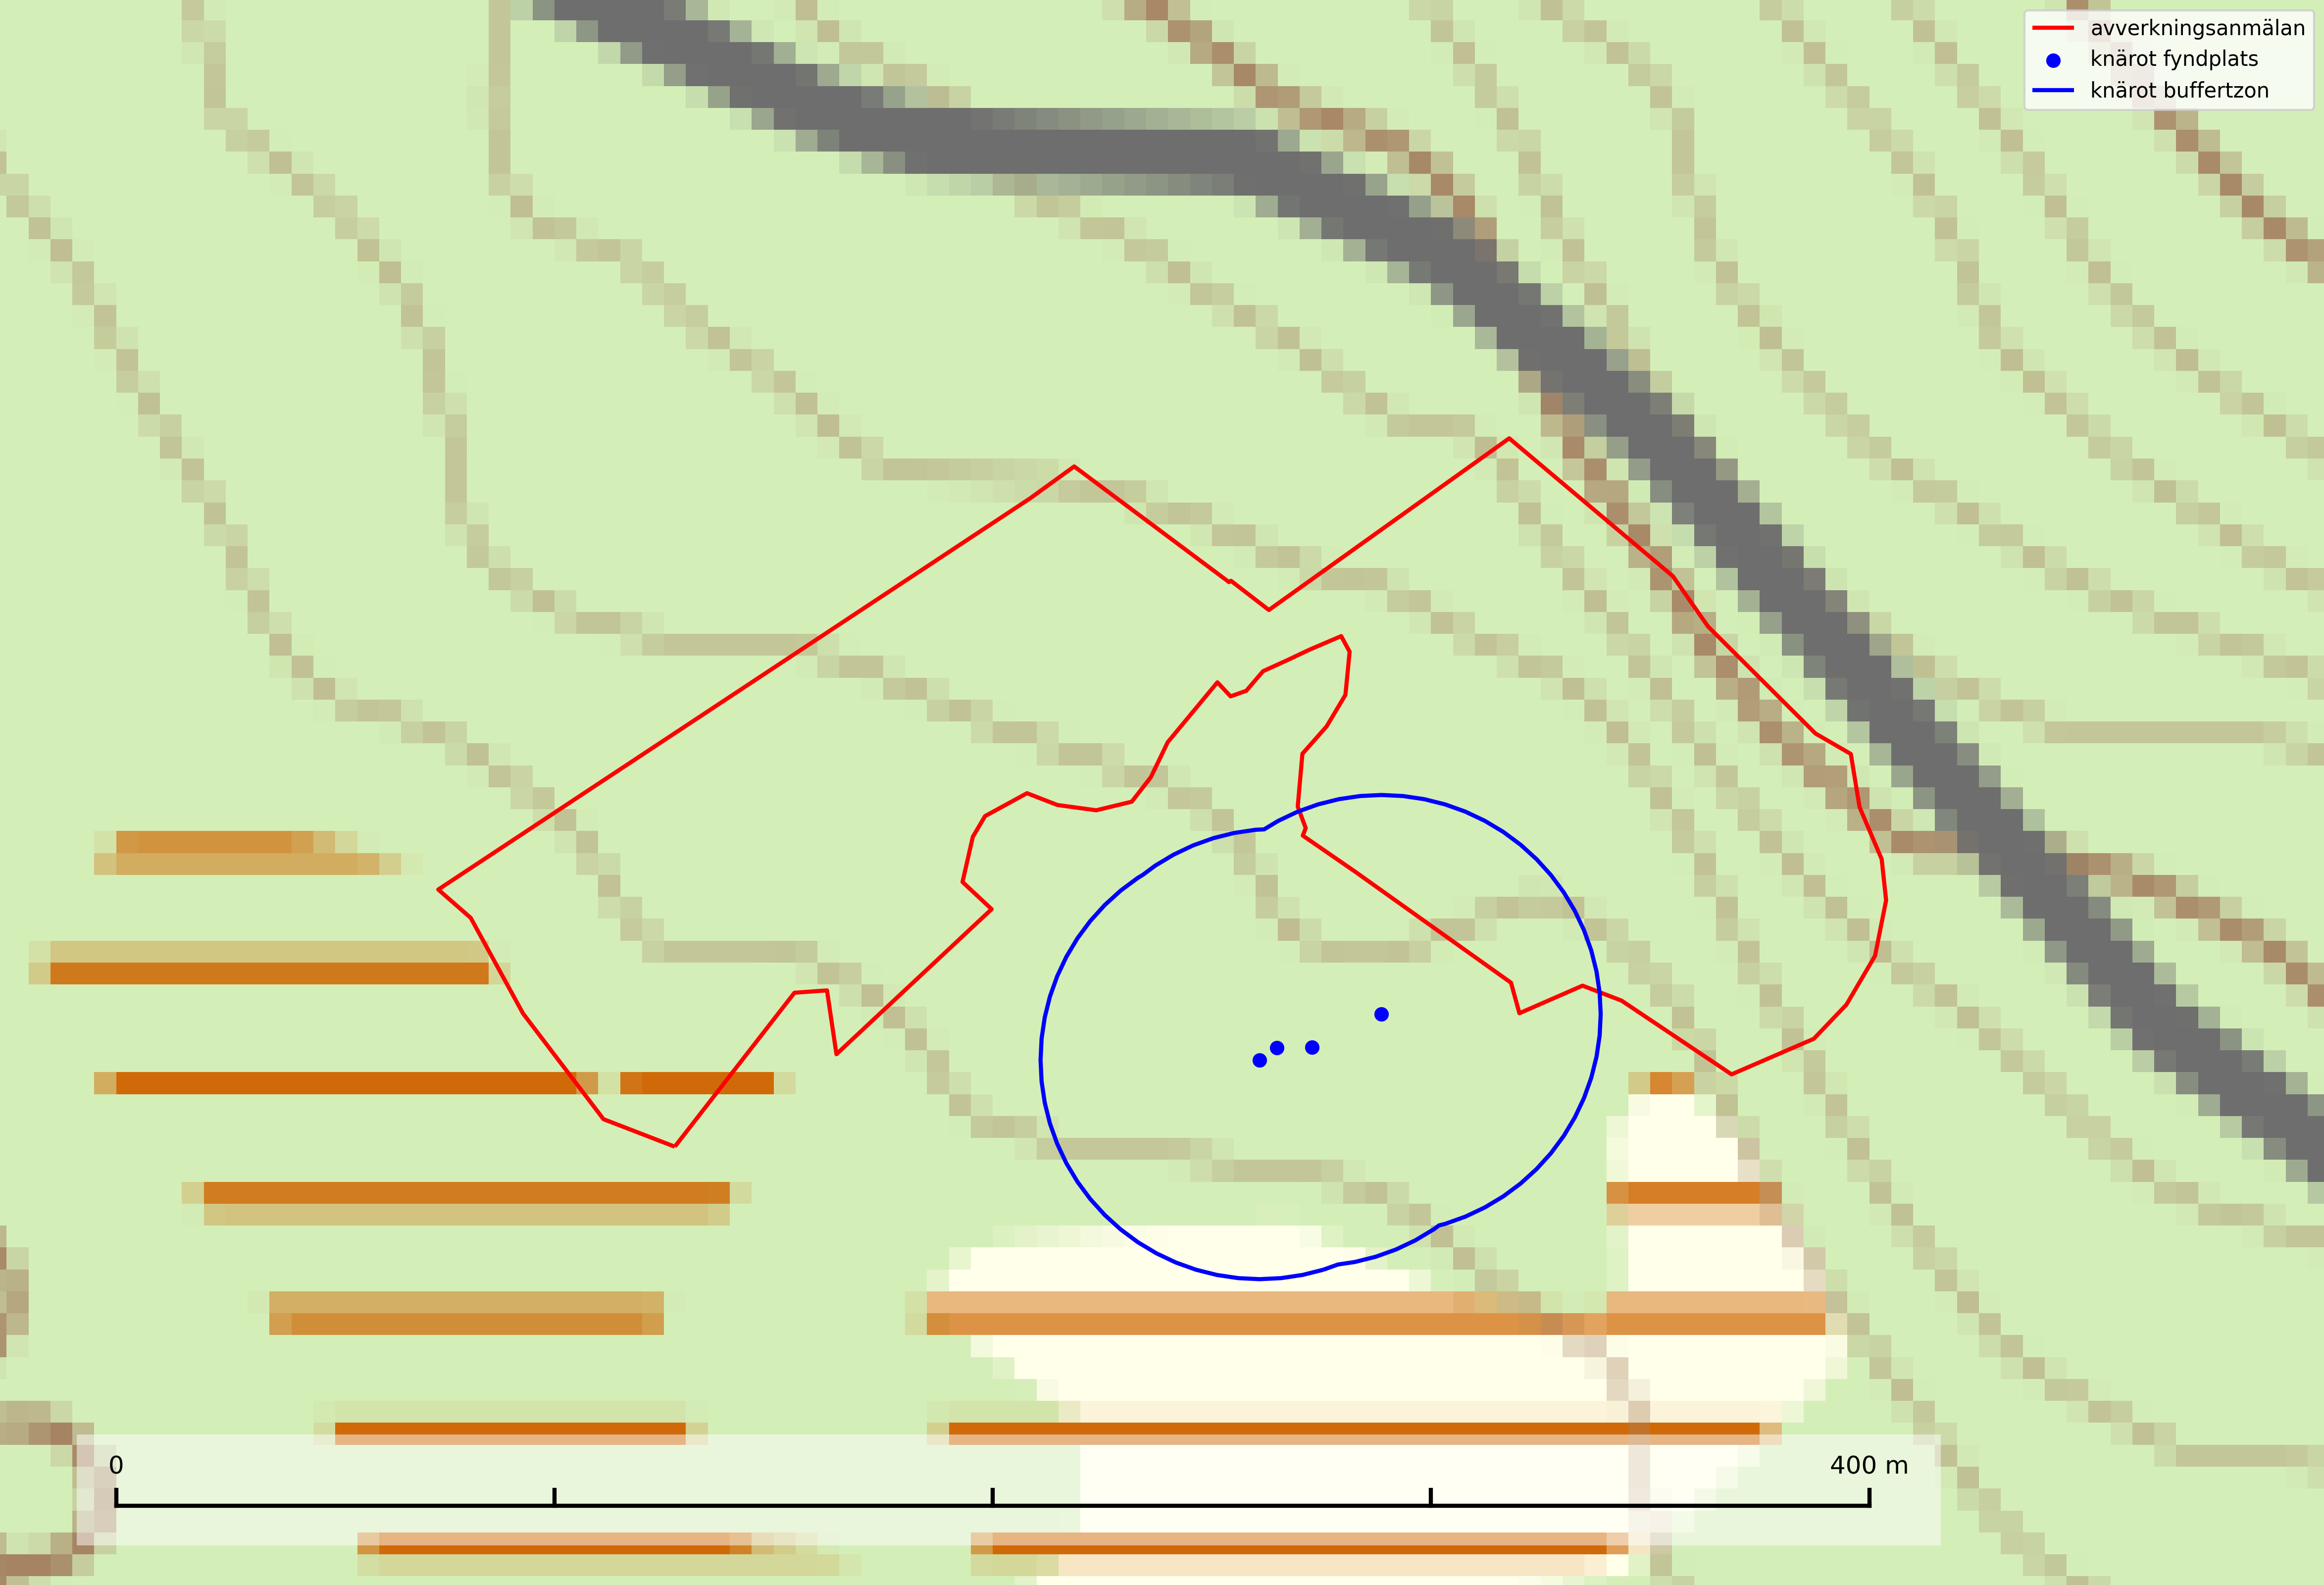 avverkningsanmälan
knärot fyndplats
knärot buffertzon
0
400 m